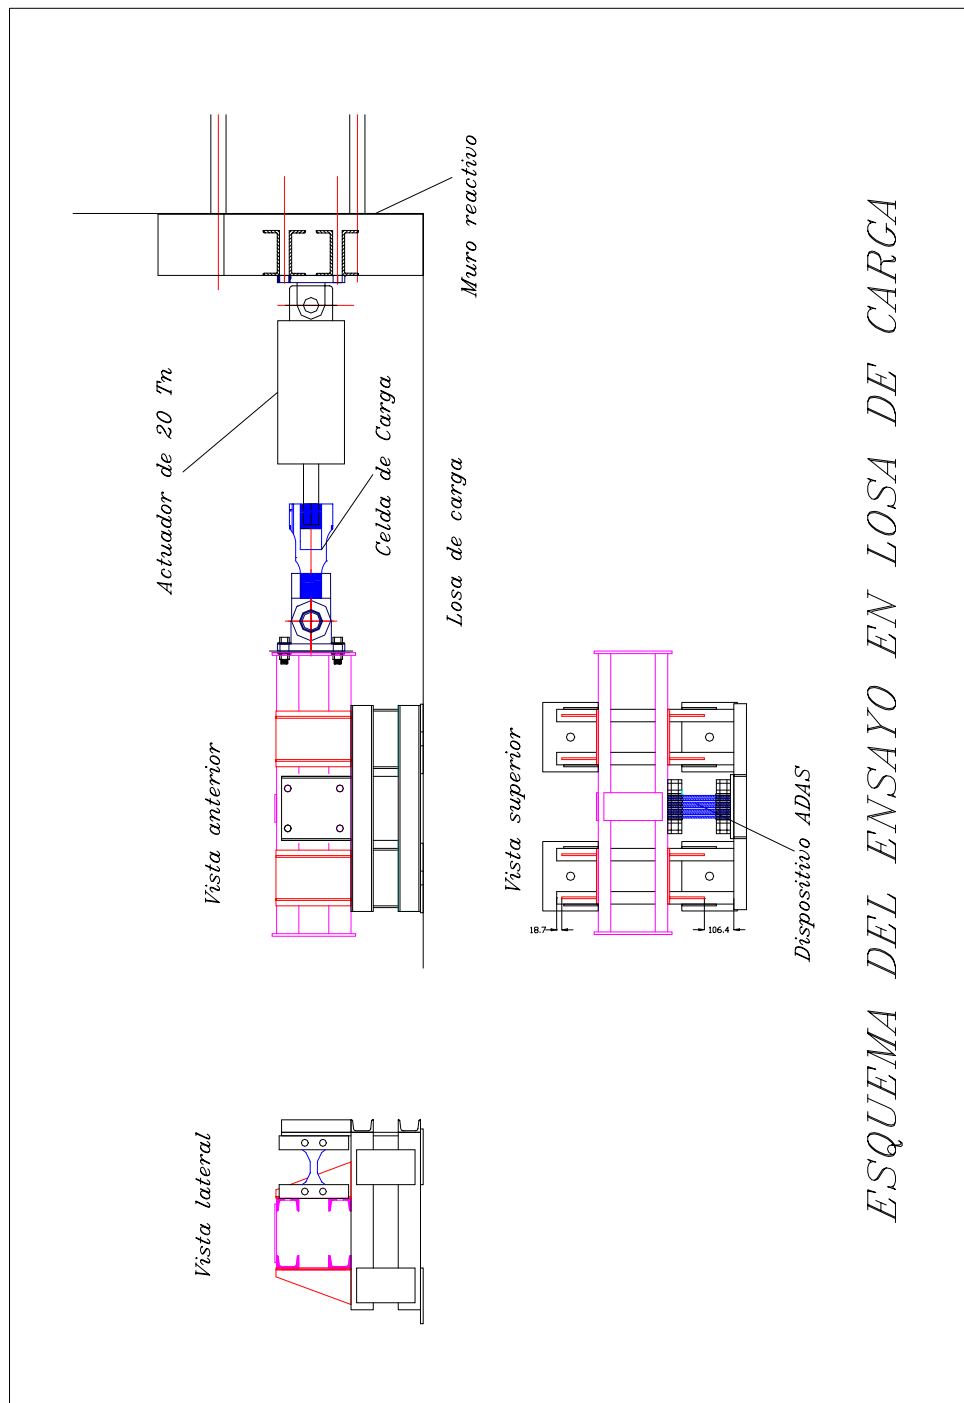 Muro reactivo
Actuador de 20 Tn
Celda de Carga
Losa de carga
Vista anterior
Vista superior
Dispositivo ADAS
18.7
106.4
Vista lateral
ESQUEMA DEL ENSAYO EN LOSA DE CARGA